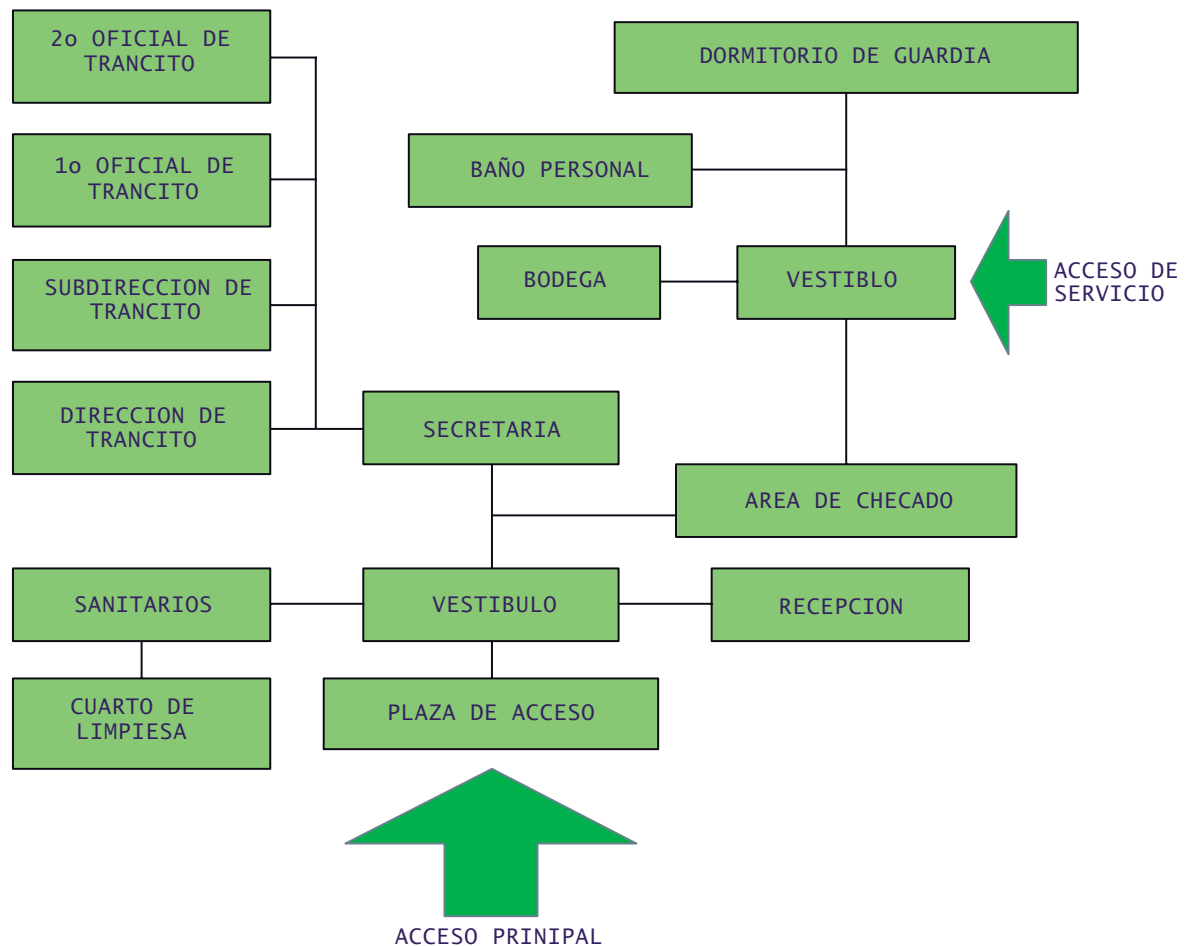 2o OFICIAL DE
TRANCITO
DORMITORIO DE GUARDIA
1o OFICIAL DE
TRANCITO
BAÑO PERSONAL
SUBDIRECCION DE
TRANCITO
BODEGA
VESTIBLO
ACCESO DE
SERVICIO
DIRECCION DE
TRANCITO
SECRETARIA
AREA DE CHECADO
SANITARIOS
VESTIBULO
RECEPCION
CUARTO DE
LIMPIESA
PLAZA DE ACCESO
ACCESO PRINIPAL